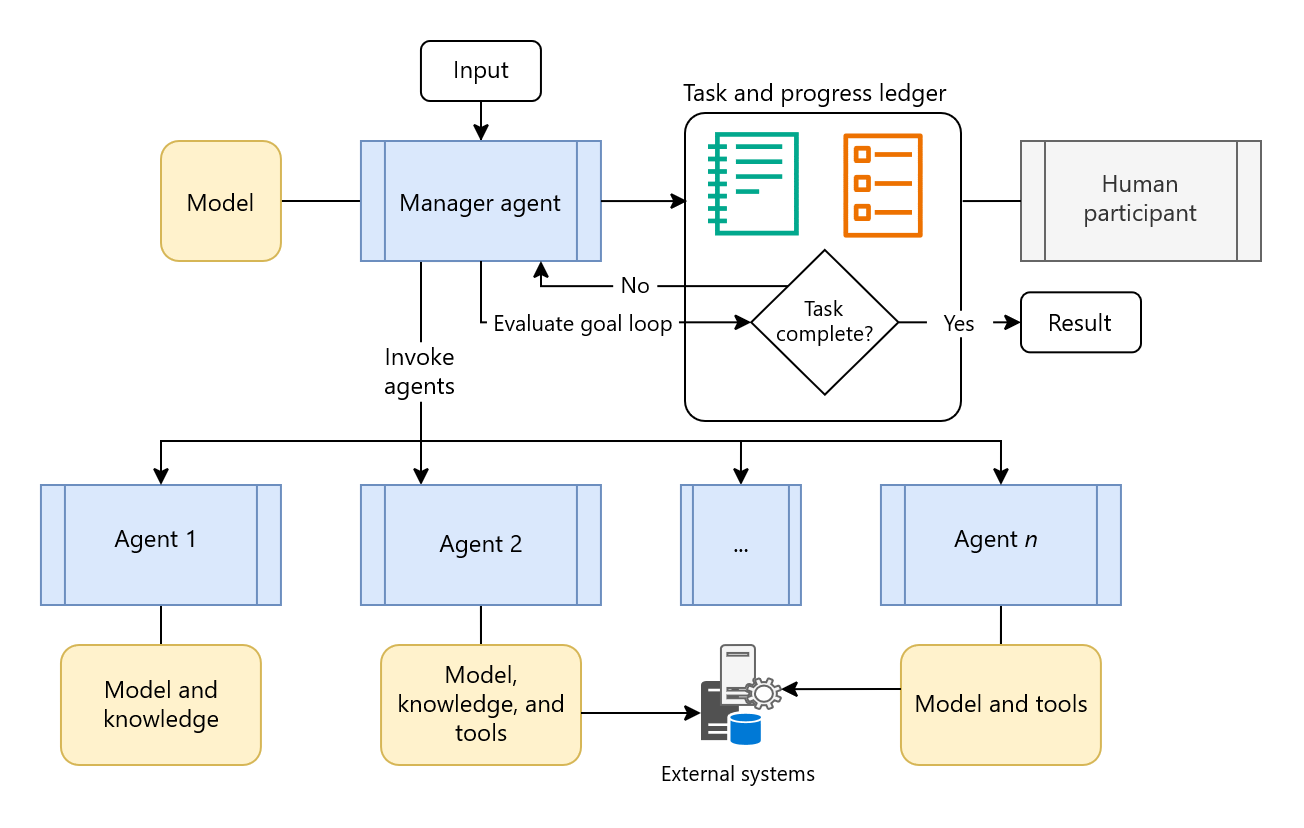 Input
Task and progress ledger
Model
Manager agent
Human
participant
No
Task
complete?
Evaluate goal loop
Yes
Result
Invoke
agents
Agent 1
Agent 2
...
Agent n
Model and
knowledge
Model,
knowledge, and
tools
Model and tools
External systems